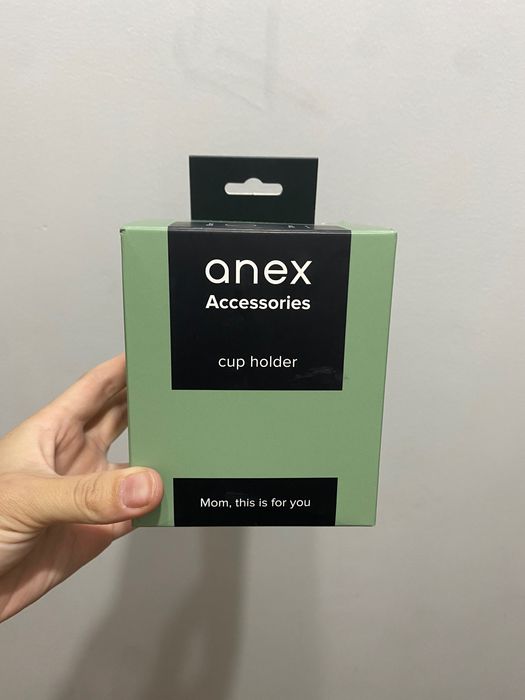 anex
Accessories
cup holder
Mom, this is for you